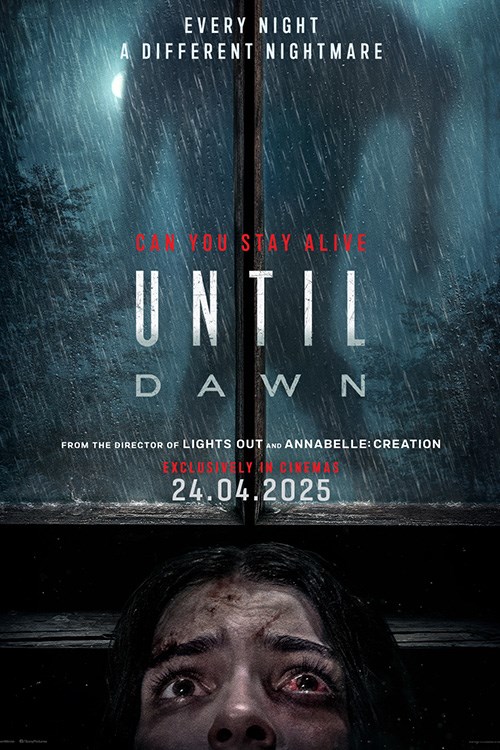 EVERY NIGHT
A DIFFERENT NIGHTMARE
CAN YOU STAY ALIVE
UNTIL
DAWN
FROM THE DIRECTOR OF LIGHTS OUT AND ANNABELLE: CREATION
EXCLUSIVELY IN CINEMAS
24.04.2025